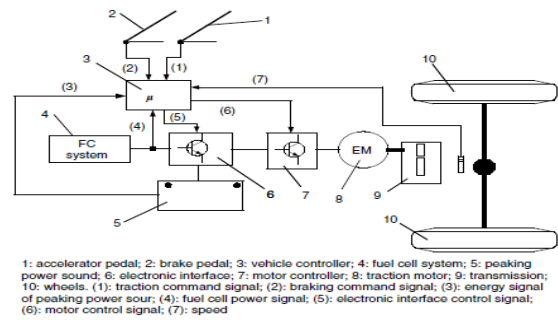 2
1
3
(2)
(1)
10
(3)
μ
(7)
4
(5)
(6)
(4)
FC
system
EM
6
7
8
9
5
10
1: accelerator pedal; 2: brake pedal; 3: vehicle controller; 4: fuel cell system; 5: peaking
power sound; 6: electronic interface; 7: motor controller; 8: traction motor; 9: transmission;
10: wheels. (1): traction command signal; (2): braking command signal; (3): energy signal
of peaking power sour; (4): fuel cell power signal; (5): electronic interface control signal;
(6): motor control signal; (7): speed